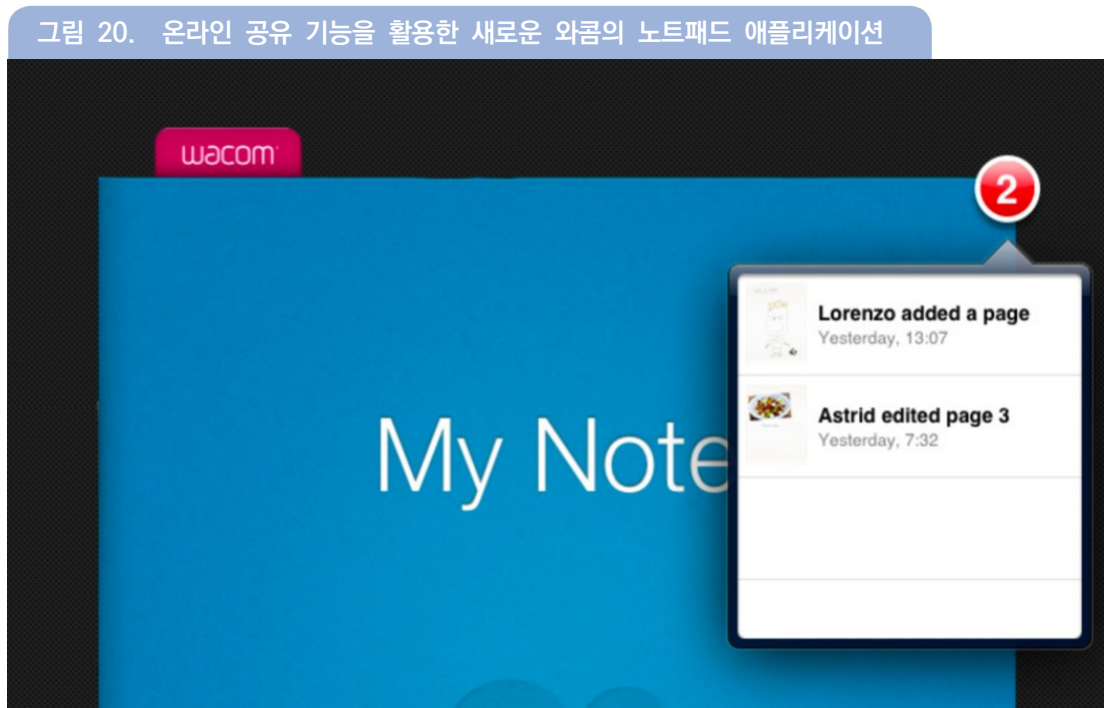 그림 20. 온라인 공유 기능을 활용한 새로운 와콤의 노트패드 애플리케이션
wacom
2
Lorenzo added a page
Yesterday, 13:07
Astrid edited page 3
Yesterday, 7:32
My Note